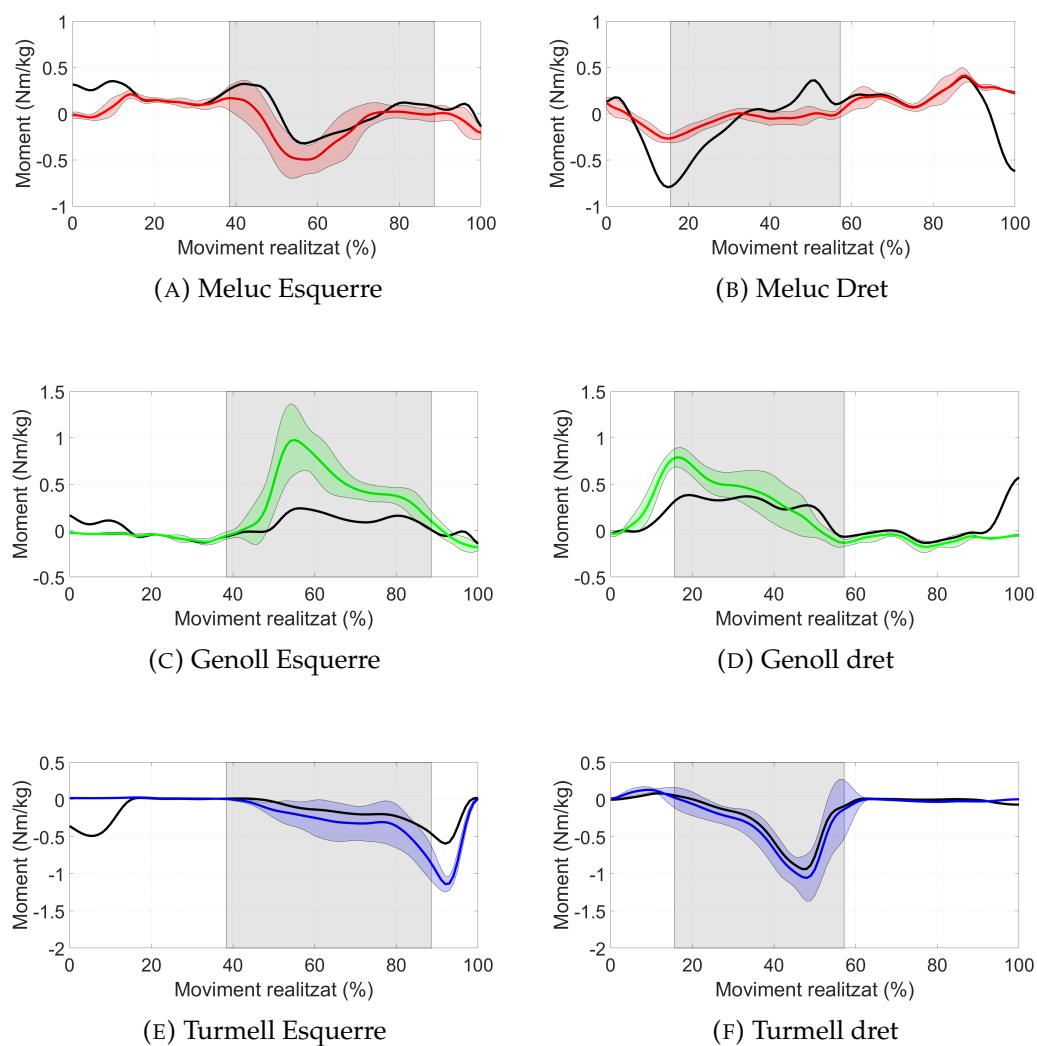 1
0.5
0
-0.5
-1
Moment (Nm/kg)
0 20 40 60 80 100
Moviment realitzat (%)
(A) Meluc Esquerre
1
0.5
0
-0.5
-1
Moment (Nm/kg)
0 20 40 60 80 100
Moviment realitzat (%)
(B) Meluc Dret
1.5
1
0.5
0
-0.5
Moment (Nm/kg)
0 20 40 60 80 100
Moviment realitzat (%)
(C) Genoll Esquerre
1.5
1
0.5
0
-0.5
Moment (Nm/kg)
0 20 40 60 80 100
Moviment realitzat (%)
(D) Genoll dret
0.5
0
-0.5
-1
-1.5
-2
Moment (Nm/kg)
0 20 40 60 80 100
Moviment realitzat (%)
(E) Turmell Esquerre
0.5
0
-0.5
-1
-1.5
-2
Moment (Nm/kg)
0 20 40 60 80 100
Moviment realitzat (%)
(F) Turmell dret